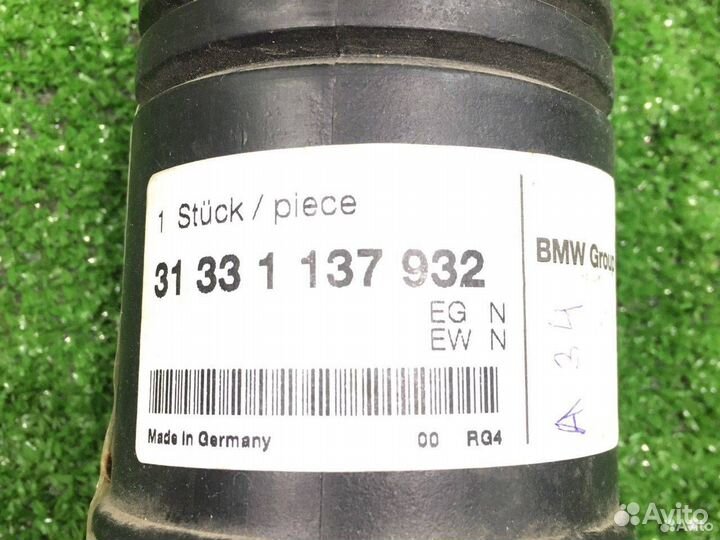 1 Stück / piece
31 33 1 137 932
EG N
EW N
Made In Germany 00 RG4
BMW Group
A 34
Avito
Avito